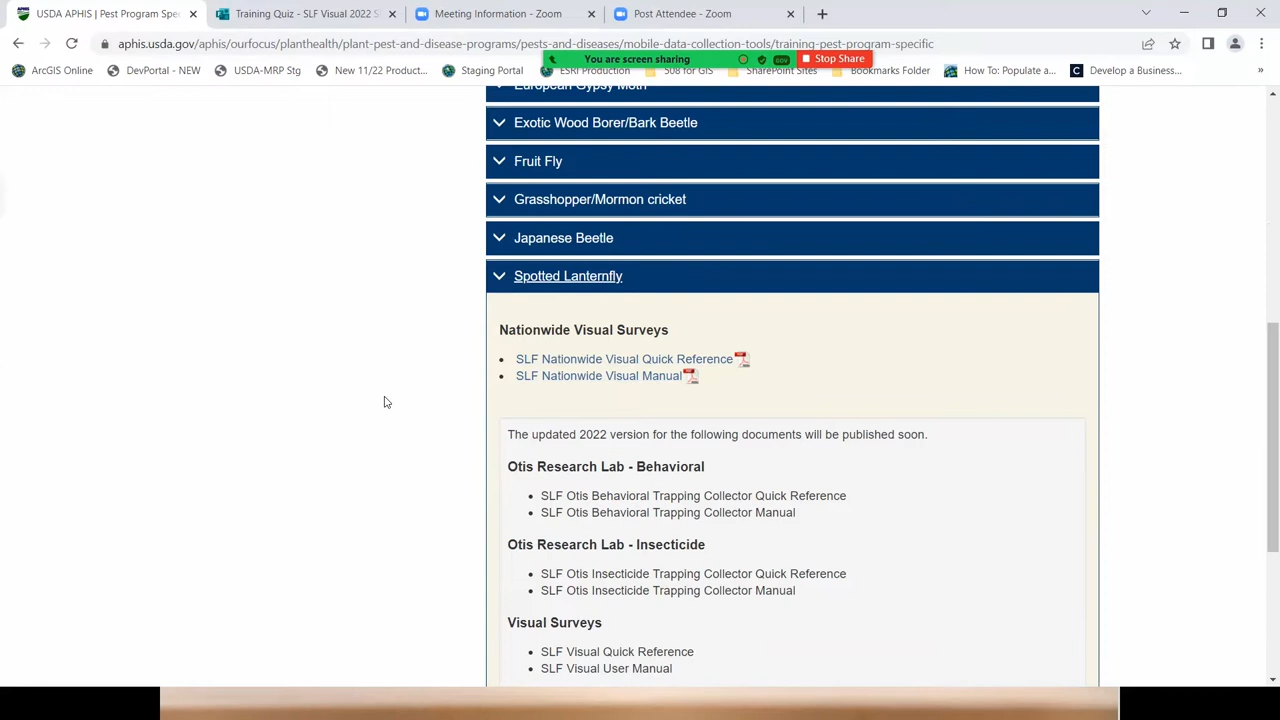 USDA APHIS | Pest Program Spec
Training Quiz - SLF Visual 2022 S
Meeting Information - Zoom
Post Attendee - Zoom
aphis.usda.gov/aphis/ourfocus/planthealth/plant-pest-and-disease-programs/pests-and-diseases/mobile-data-collection-tools/training-pest-program-specific
You are screen sharing
GOV
Stop Share
ArcGIS Online
DevPortal - NEW
USDA-MRP Stg
New 11/22 Product...
Staging Portal
ESRI Production
508 for GIS
SharePoint Sites
Bookmarks Folder
How To: Populate a...
Develop a Business...
European Gypsy Moth
Exotic Wood Borer/Bark Beetle
Fruit Fly
Grasshopper/Mormon cricket
Japanese Beetle
Spotted Lanternfly
Nationwide Visual Surveys
• SLF Nationwide Visual Quick Reference
• SLF Nationwide Visual Manual
The updated 2022 version for the following documents will be published soon.
Otis Research Lab - Behavioral
• SLF Otis Behavioral Trapping Collector Quick Reference
• SLF Otis Behavioral Trapping Collector Manual
Otis Research Lab - Insecticide
• SLF Otis Insecticide Trapping Collector Quick Reference
• SLF Otis Insecticide Trapping Collector Manual
Visual Surveys
• SLF Visual Quick Reference
• SLF Visual User Manual